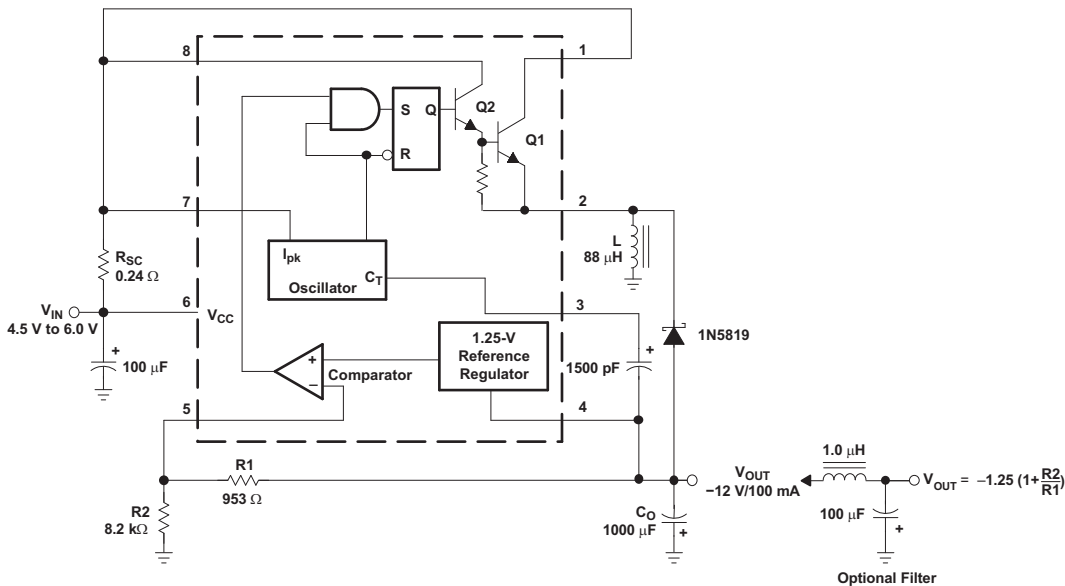 8
1
S
Q
Q2
R
Q1
7
2
Ipk
Oscillator
CT
L
88 µH
RSC
0.24 Ω
6
VCC
3
VIN
4.5 V to 6.0 V
1N5819
+
100 µF
+
−
Comparator
1.25-V
Reference
Regulator
1500 pF
+
5
4
R1
953 Ω
R2
8.2 kΩ
VOUT
−12 V/100 mA
CO
1000 µF
+
1.0 µH
VOUT = −1.25 (1+R2/R1)
100 µF
+
Optional Filter